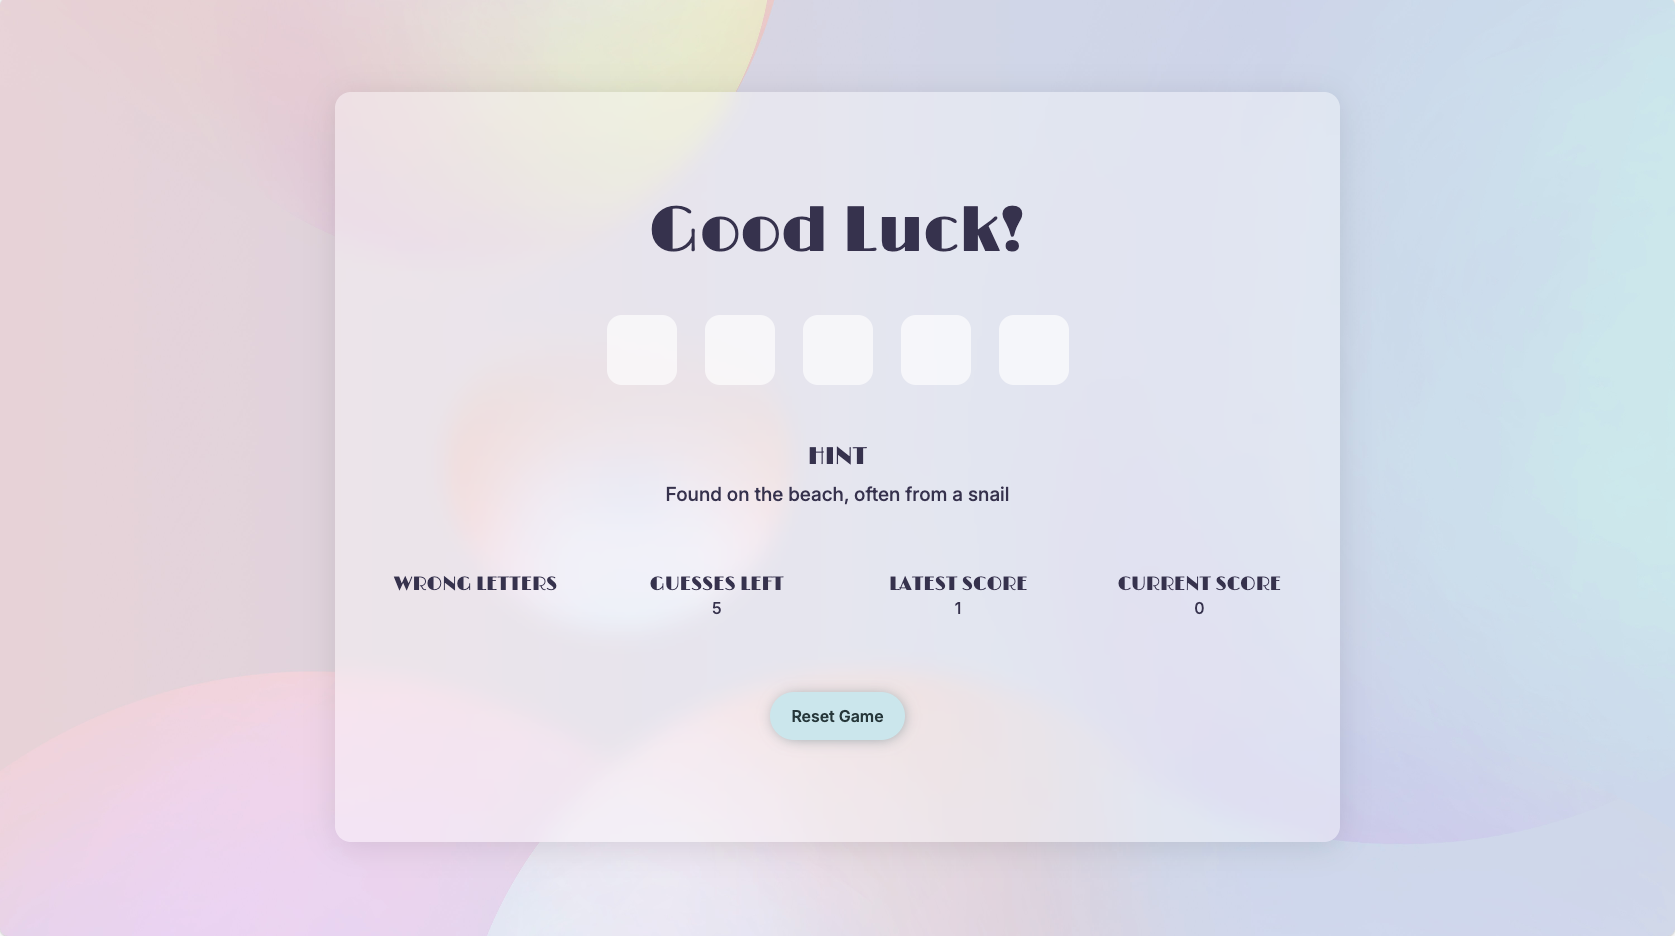 Good Luck!
HINT
Found on the beach, often from a snail
WRONG LETTERS
GUESSES LEFT
5
LATEST SCORE
1
CURRENT SCORE
0
Reset Game